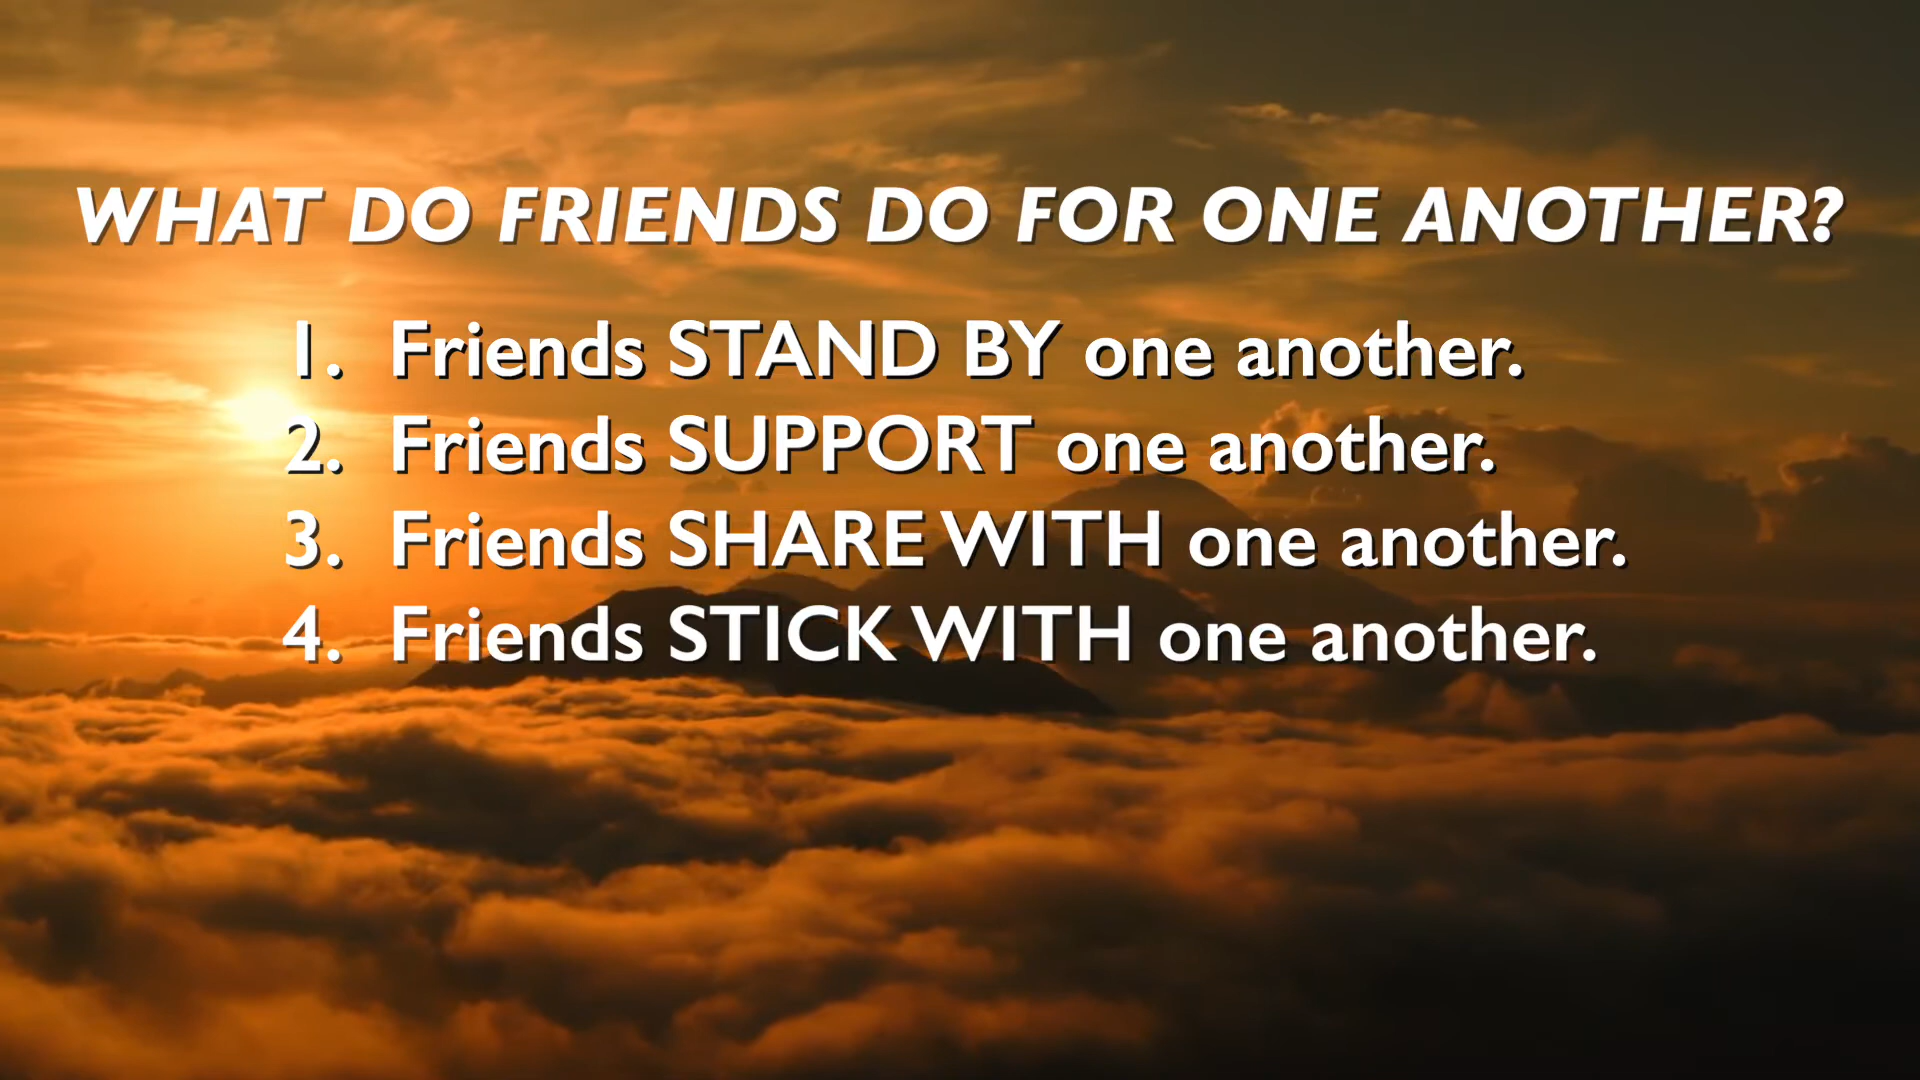 WHAT DO FRIENDS DO FOR ONE ANOTHER?
1. Friends STAND BY one another.
2. Friends SUPPORT one another.
3. Friends SHARE WITH one another.
4. Friends STICK WITH one another.